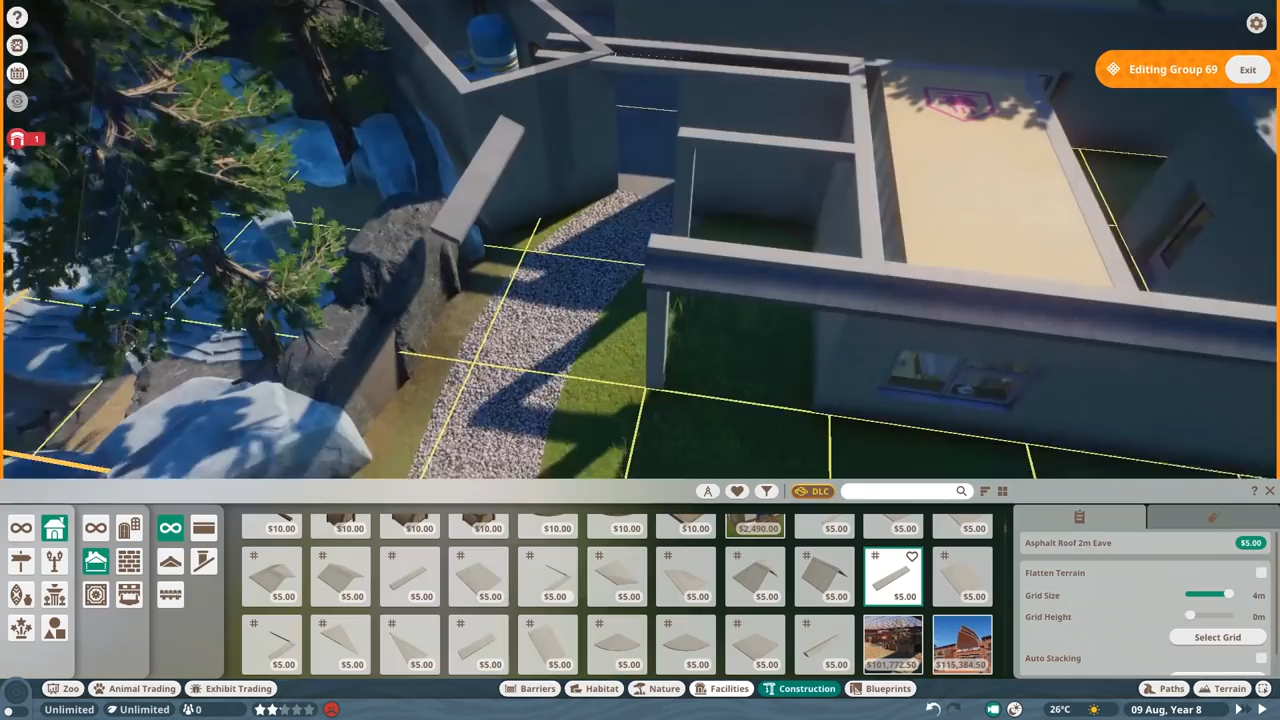 ?
Editing Group 69
Exit
1
A
DLC
? ×
$10.00 $10.00 $10.00 $10.00 $10.00 $10.00 $10.00 $2,490.00 $5.00 $5.00 $5.00
$5.00 $5.00 $5.00 $5.00 $5.00 $5.00 $5.00 $5.00 $5.00 $5.00 $5.00
$5.00 $5.00 $5.00 $5.00 $5.00 $5.00 $5.00 $5.00 $5.00 $101,772.50 $115,384.50
Asphalt Roof 2m Eave $5.00
Flatten Terrain
Grid Size 4m
Grid Height 0m
Select Grid
Auto Stacking
Zoo Animal Trading Exhibit Trading Barriers Habitat Nature Facilities Construction Blueprints Paths Terrain
Unlimited Unlimited 0 26°C 09 Aug, Year 8